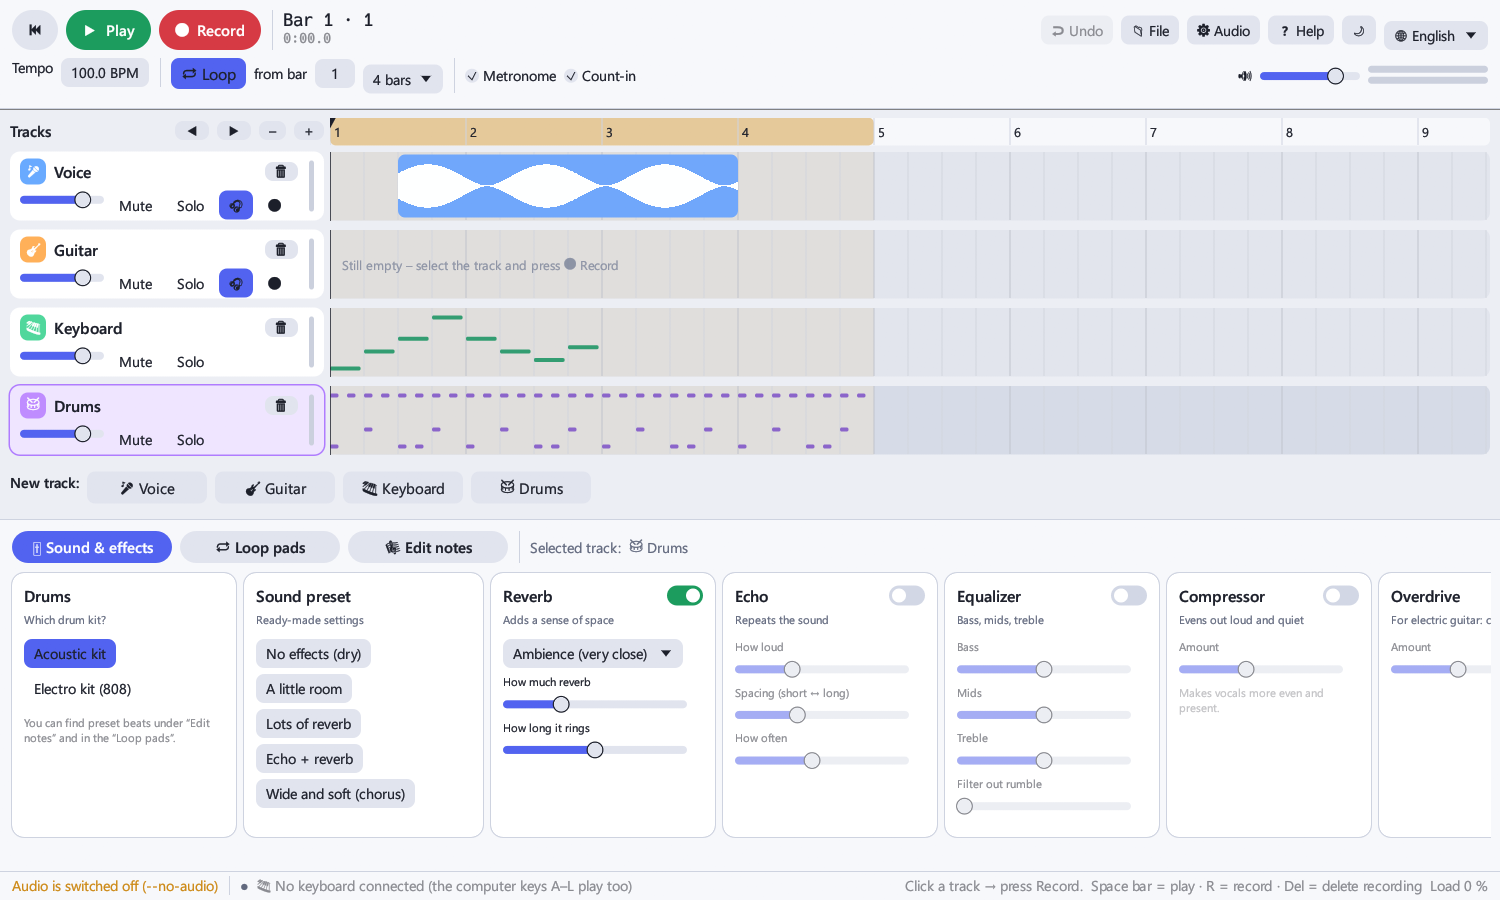 Play
Record
Bar 1 · 1
0:00.0
Undo
File
Audio
? Help
English
Tempo
100.0 BPM
Loop
from bar
1
4 bars
Metronome
Count-in
Tracks
1 2 3 4 5 6 7 8 9
Voice
Mute Solo
Guitar
Mute Solo
Still empty – select the track and press ● Record
Keyboard
Mute Solo
Drums
Mute Solo
New track:
Voice
Guitar
Keyboard
Drums
Sound & effects
Loop pads
Edit notes
Selected track: Drums
Drums
Which drum kit?
Acoustic kit
Electro kit (808)
You can find preset beats under “Edit
notes” and in the “Loop pads”.
Sound preset
Ready-made settings
No effects (dry)
A little room
Lots of reverb
Echo + reverb
Wide and soft (chorus)
Reverb
Adds a sense of space
Ambience (very close)
How much reverb
How long it rings
Echo
Repeats the sound
How loud
Spacing (short ↔ long)
How often
Equalizer
Bass, mids, treble
Bass
Mids
Treble
Filter out rumble
Compressor
Evens out loud and quiet
Amount
Makes vocals more even and
present.
Overdrive
For electric guitar: c
Amount
Audio is switched off (--no-audio)
No keyboard connected (the computer keys A–L play too)
Click a track → press Record. Space bar = play · R = record · Del = delete recording Load 0 %